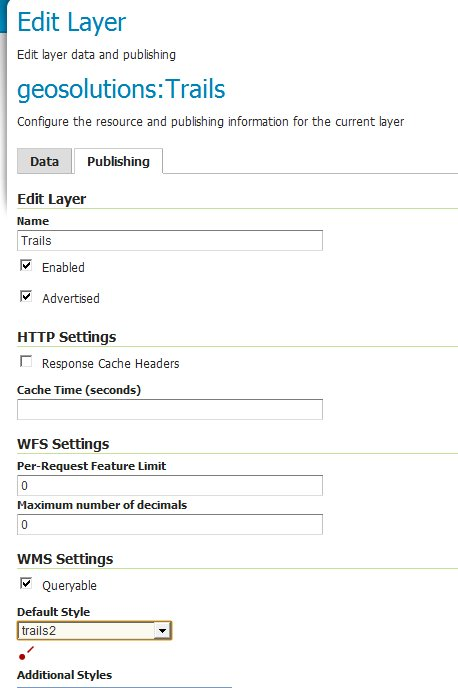 Edit Layer
Edit layer data and publishing
geosolutions:Trails
Configure the resource and publishing information for the current layer
Data Publishing
Edit Layer
Name
Trails
Enabled
Advertised
HTTP Settings
Response Cache Headers
Cache Time (seconds)
WFS Settings
Per-Request Feature Limit
0
Maximum number of decimals
0
WMS Settings
Queryable
Default Style
trails2
Additional Styles